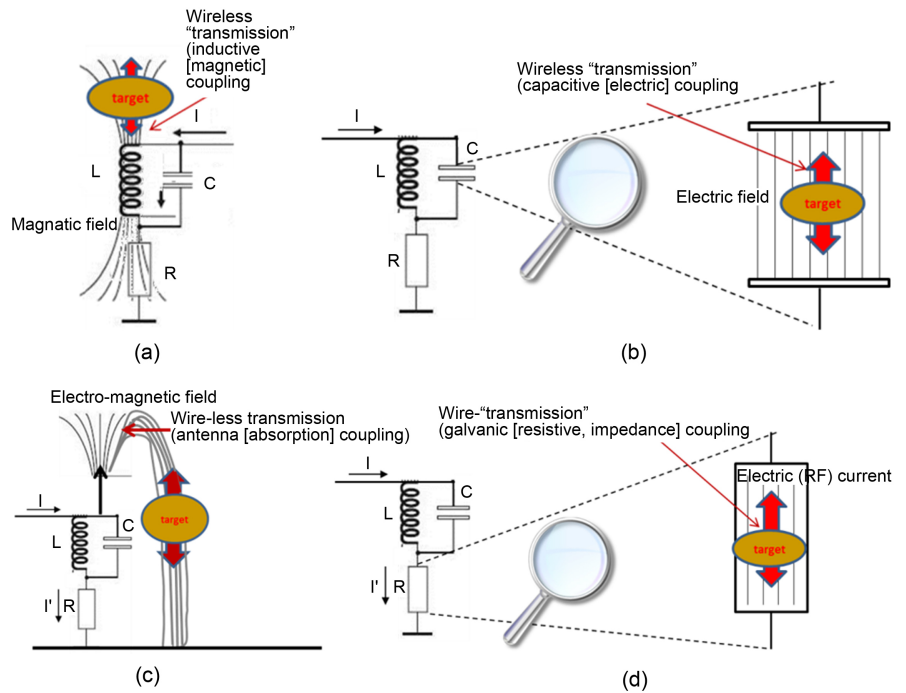 Wireless
“transmission”
(inductive
[magnetic]
coupling
target
I
L
C
Magnatic field
R
(a)
Wireless “transmission”
(capacitive [electric] coupling
I
C
L
R
Electric field
target
(b)
Electro-magnetic field
Wire-less transmission
(antenna [absorption] coupling)
I
C
L
I' R
target
(c)
Wire-“transmission”
(galvanic [resistive, impedance] coupling
I
C
L
I' R
Electric (RF) current
target
(d)